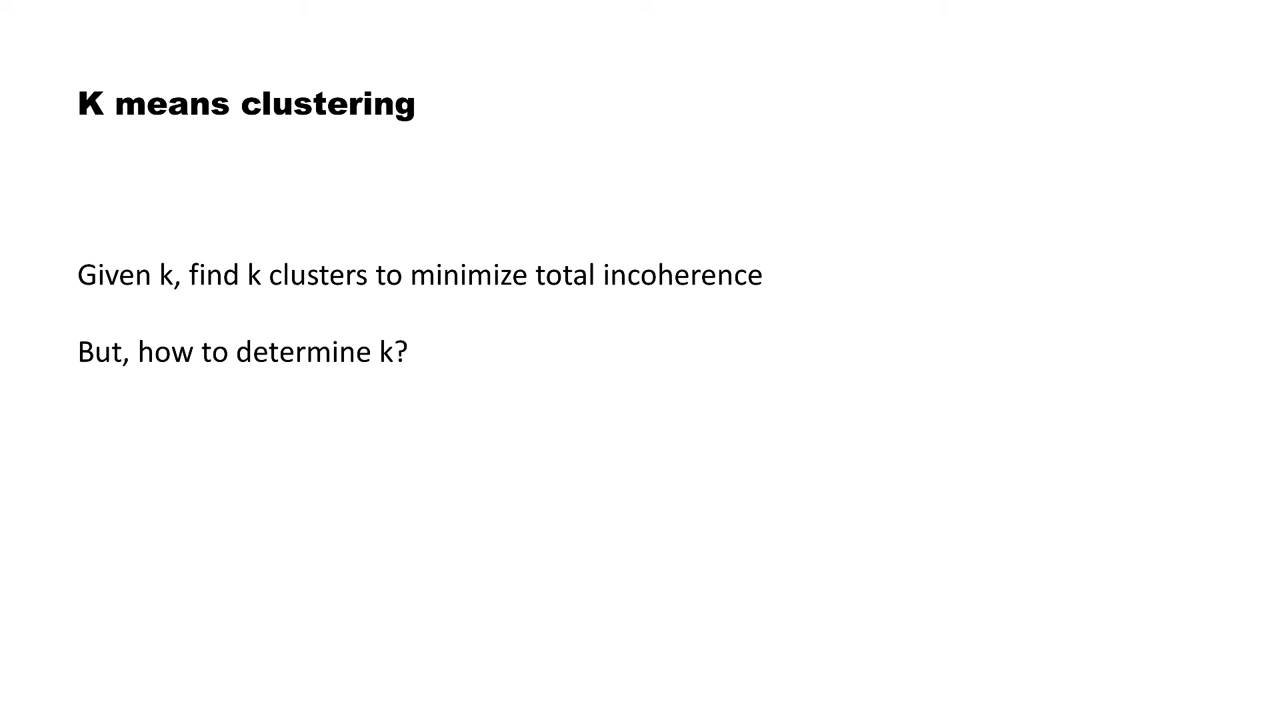 K means clustering
Given k, find k clusters to minimize total incoherence
But, how to determine k?